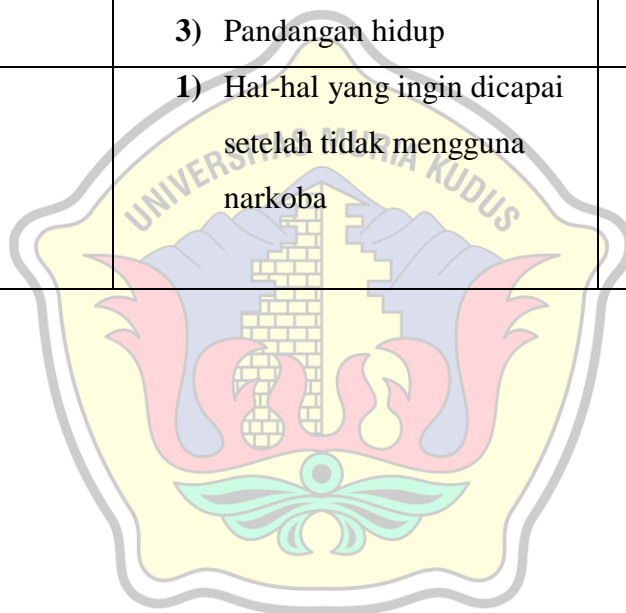 3) Pandangan hidup
1) Hal-hal yang ingin dicapai
setelah tidak mengguna
narkoba
UNIVERSITAS MURIA KUDUS